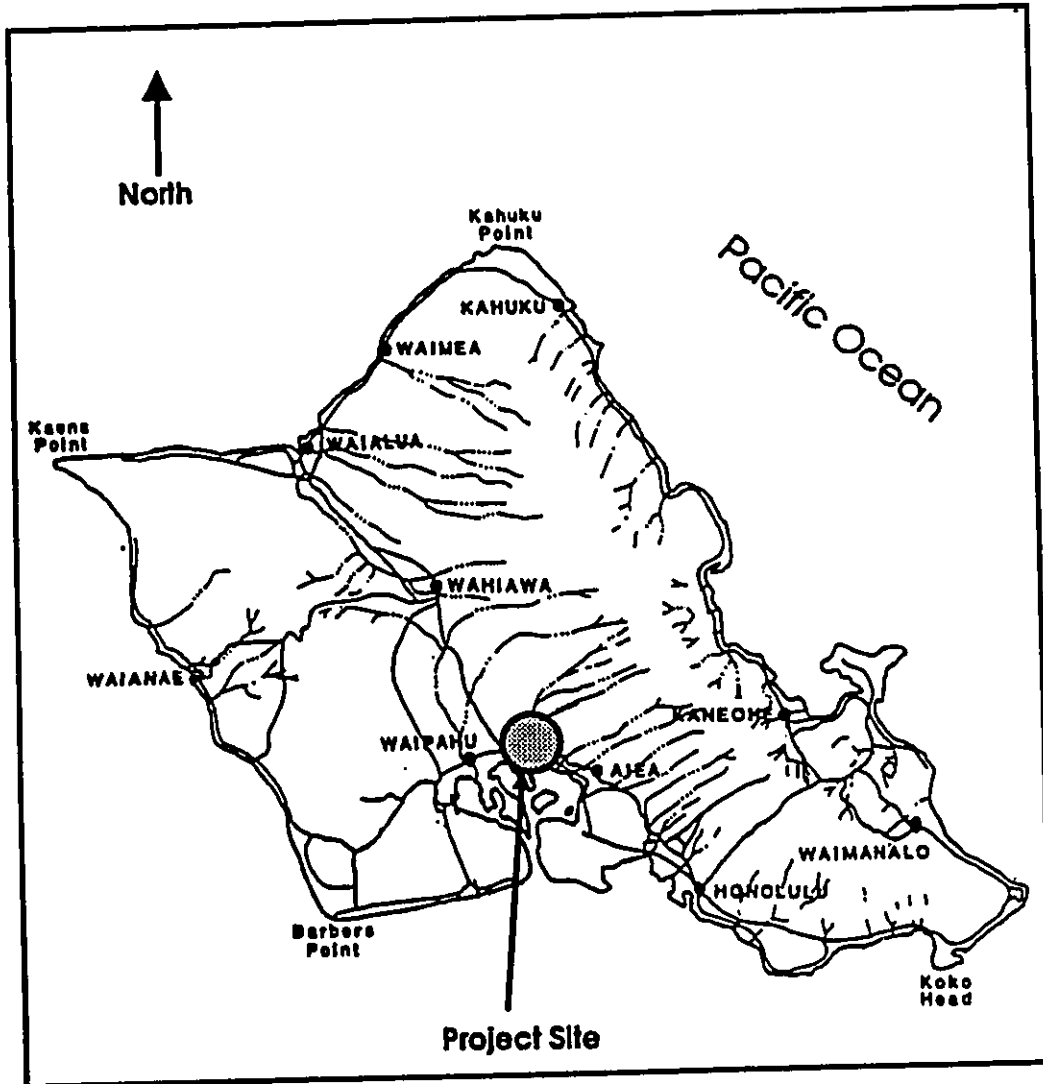 North
Kahuku
Point
Pacific Ocean
KAHUKU
WAIMEA
Kaena
Point
WAIALUA
WAHIAWA
WAIANAE
KANEOHE
WAIPAHU
AIEA
WAIMANALO
HONOLULU
Barbers
Point
Koko
Head
Project Site